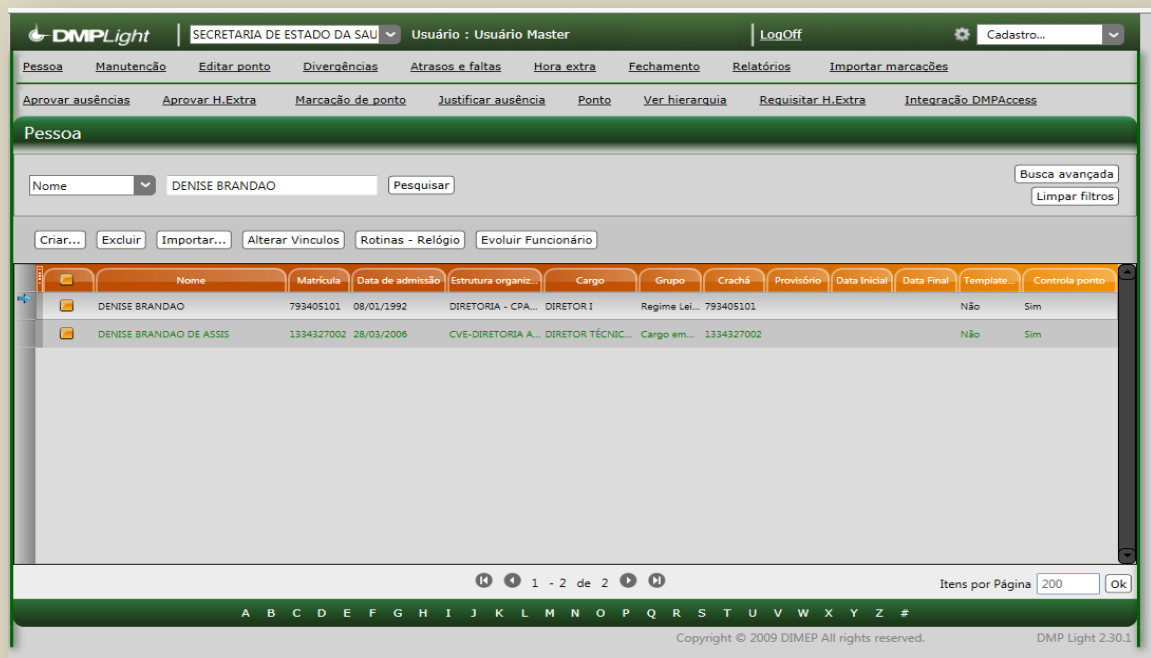 DMPLight SECRETARIA DE ESTADO DA SAU Usuário : Usuário Master LogOff Cadastro...
Pessoa Manutenção Editar ponto Divergências Atrasos e faltas Hora extra Fechamento Relatórios Importar marcações
Aprovar ausências Aprovar H.Extra Marcação de ponto Justificar ausência Ponto Ver hierarquia Requisitar H.Extra Integração DMPAccess
Pessoa
Nome DENISE BRANDAO Pesquisar Busca avançada
Limpar filtros
Criar... Excluir Importar... Alterar Vinculos Rotinas - Relógio Evoluir Funcionário
Nome Matrícula Data de admissão Estrutura organiz... Cargo Grupo Crachá Provisório Data Inicial Data Final Template... Controla ponto
DENISE BRANDAO 793405101 08/01/1992 DIRETORIA - CPA... DIRETOR I Regime Lei... 793405101 Não Sim
DENISE BRANDAO DE ASSIS 1334327002 28/03/2006 CVE-DIRETORIA A... DIRETOR TÉCNIC... Cargo em... 1334327002 Não Sim
1 - 2 de 2 Itens por Página 200 Ok
A B C D E F G H I J K L M N O P Q R S T U V W X Y Z #
Copyright © 2009 DIMEP All rights reserved. DMP Light 2.30.1